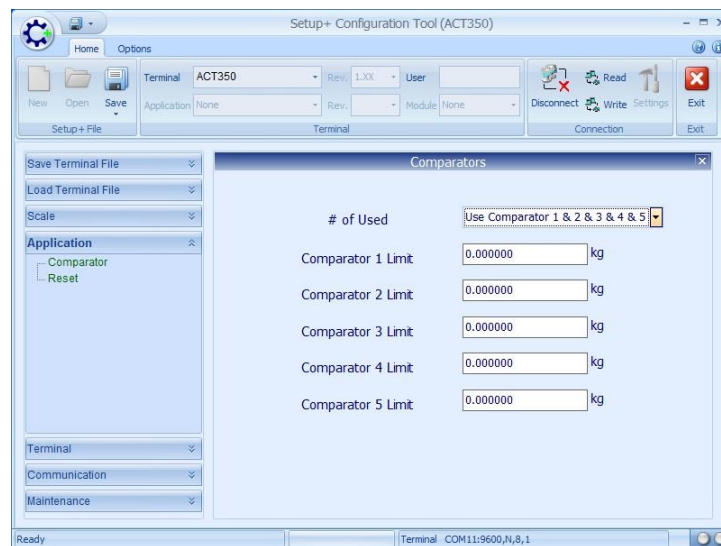 Setup+ Configuration Tool (ACT350)
Home Options
New Open Save
Setup+ File
Terminal ACT350 Rev. 1.XX User
Application None Rev. Module None
Terminal
Disconnect Read Write Settings
Connection
Exit
Exit
Save Terminal File
Load Terminal File
Scale
Application
Comparator
Reset
Terminal
Communication
Maintenance
Comparators
# of Used Use Comparator 1 & 2 & 3 & 4 & 5
Comparator 1 Limit 0.000000 kg
Comparator 2 Limit 0.000000 kg
Comparator 3 Limit 0.000000 kg
Comparator 4 Limit 0.000000 kg
Comparator 5 Limit 0.000000 kg
Ready Terminal COM11:9600,N,8,1